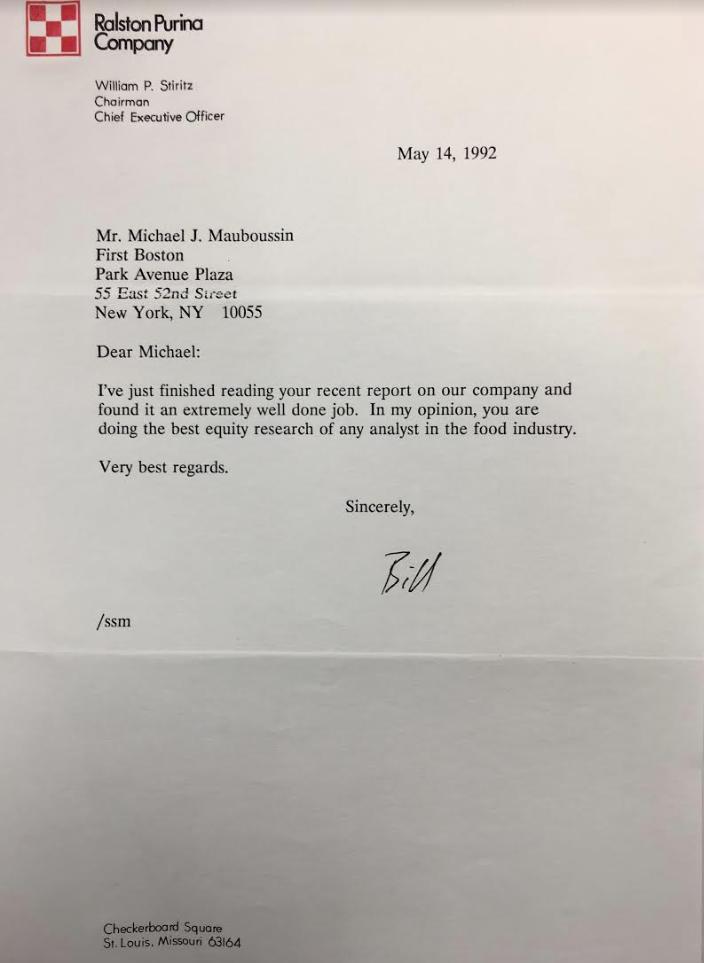 Ralston Purina
Company
William P. Stiritz
Chairman
Chief Executive Officer
May 14, 1992
Mr. Michael J. Mauboussin
First Boston
Park Avenue Plaza
55 East 52nd Street
New York, NY 10055
Dear Michael:
I've just finished reading your recent report on our company and
found it an extremely well done job. In my opinion, you are
doing the best equity research of any analyst in the food industry.
Very best regards.
Sincerely,
Bill
/ssm
Checkerboard Square
St. Louis, Missouri 63164